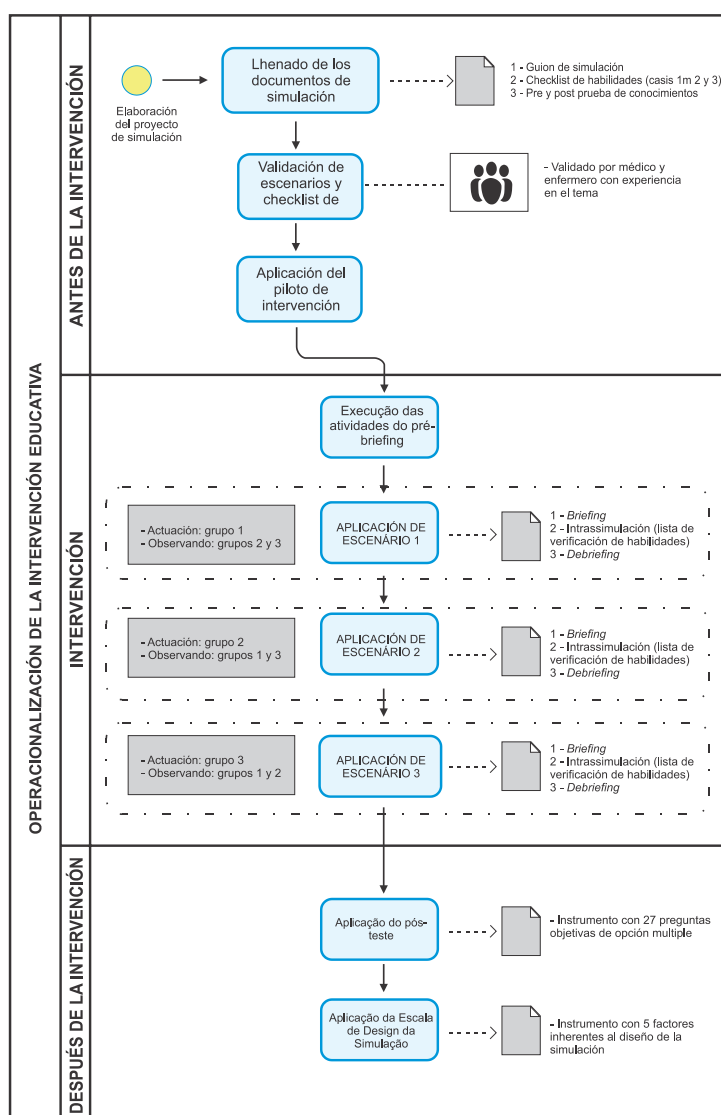 OPERACIONALIZACIÓN DE LA INTERVENCIÓN EDUCATIVA
ANTES DE LA INTERVENCIÓN
Elaboración
del proyecto
de simulación
Lhenado de los
documentos de
simulación
1 - Guion de simulación
2 - Checklist de habilidades (casis 1m 2 y 3)
3 - Pre y post prueba de conocimientos
Validación de
escenarios y
checklist de
- Validado por médico y
enfermero con experiencia
en el tema
Aplicación del
piloto de
intervención
INTERVENCIÓN
Execução das
atividades do pré-
briefing
- Actuación: grupo 1
- Observando: grupos 2 y 3
APLICACIÓN DE
ESCENÁRIO 1
1 - Briefing
2 - Intrassimulación (lista de
verificación de habilidades)
3 - Debriefing
- Actuación: grupo 2
- Observando: grupos 1 y 3
APLICACIÓN DE
ESCENÁRIO 2
1 - Briefing
2 - Intrassimulación (lista de
verificación de habilidades)
3 - Debriefing
- Actuación: grupo 3
- Observando: grupos 1 y 2
APLICACIÓN DE
ESCENÁRIO 3
1 - Briefing
2 - Intrassimulación (lista de
verificación de habilidades)
3 - Debriefing
DESPUÉS DE LA INTERVENCIÓN
Aplicação do pós-
teste
- Instrumento con 27 preguntas
objetivas de opción multiple
Aplicação da Escala
de Design da
Simulação
- Instrumento con 5 factores
inherentes al diseño de la
simulación